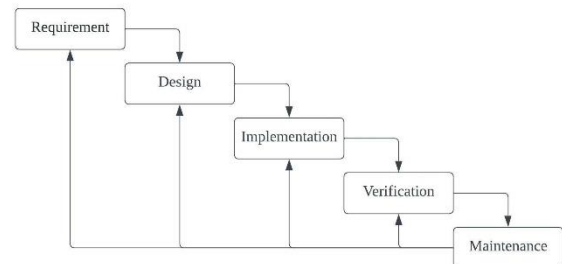 Requirement
Design
Implementation
Verification
Maintenance